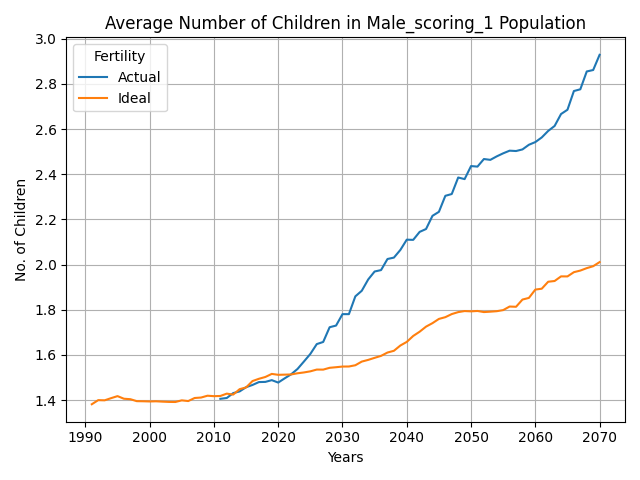 Average Number of Children in Male_scoring_1 Population
Fertility
Actual
Ideal
No. of Children
3.0
2.8
2.6
2.4
2.2
2.0
1.8
1.6
1.4
1990 2000 2010 2020 2030 2040 2050 2060 2070
Years